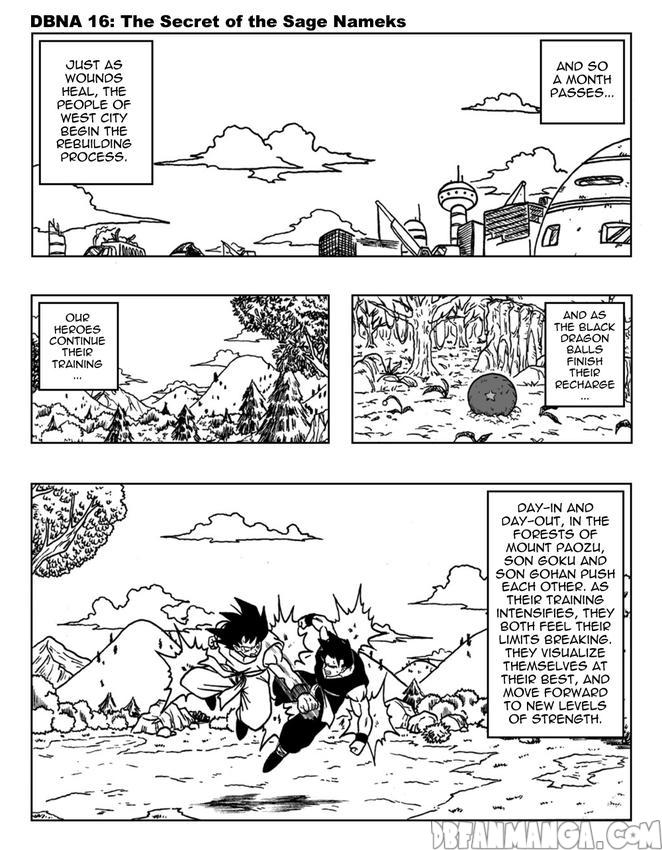 DBNA 16: The Secret of the Sage Nameks
AND SO
A MONTH
PASSES...
JUST AS
WOUNDS
HEAL, THE
PEOPLE OF
WEST CITY
BEGIN THE
REBUILDING
PROCESS.
AND AS
THE BLACK
DRAGON
BALLS
FINISH
THEIR
RECHARGE
...
OUR
HEROES
CONTINUE
THEIR
TRAINING
...
DAY-IN AND
DAY-OUT, IN THE
FORESTS OF
MOUNT PAOZU,
SON GOKU AND
SON GOHAN PUSH
EACH OTHER. AS
THEIR TRAINING
INTENSIFIES, THEY
BOTH FEEL THEIR
LIMITS BREAKING.
THEY VISUALIZE
THEMSELVES AT
THEIR BEST, AND
MOVE FORWARD
TO NEW LEVELS
OF STRENGTH.
DBFANMANGA.COM